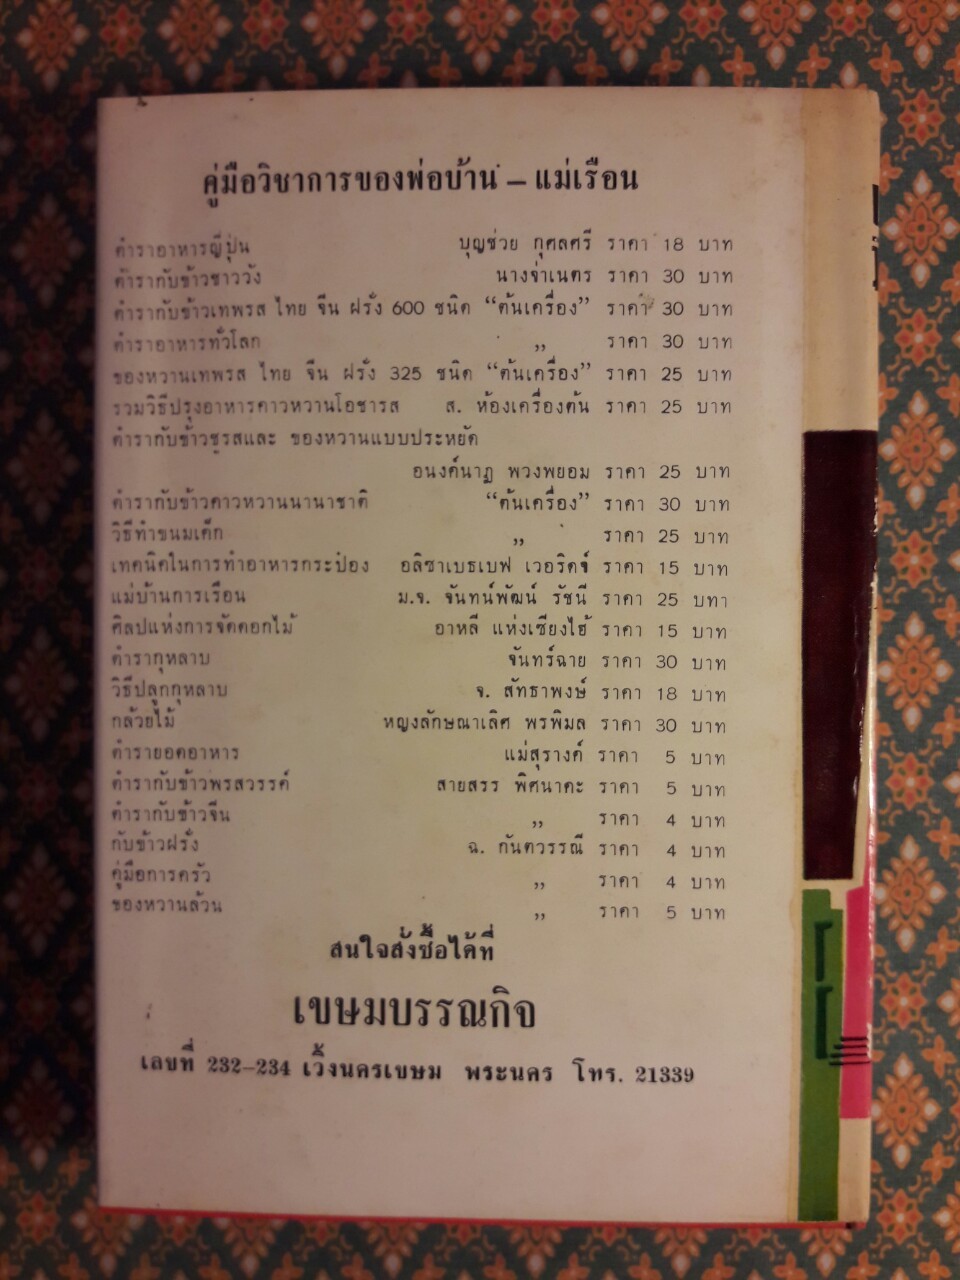 คู่มือวิชาการของพ่อบ้าน – แม่เรือน
ตำราอาหารญี่ปุ่น บุญช่วย กุศลศรี ราคา 18 บาท
ตำรากับข้าวชาววัง นางจ่าเนตร ราคา 30 บาท
ตำรากับข้าวเทพรส ไทย จีน ฝรั่ง 600 ชนิด “ต้นเครื่อง” ราคา 30 บาท
ตำราอาหารทั่วโลก ,, ราคา 30 บาท
ของหวานเทพรส ไทย จีน ฝรั่ง 325 ชนิด “ต้นเครื่อง” ราคา 25 บาท
รวมวิธีปรุงอาหารคาวหวานโอชารส ส. ห้องเครื่องต้น ราคา 25 บาท
ตำรากับข้าวชูรสและ ของหวานแบบประหยัด
อนงค์นาฏ พวงพยอม ราคา 25 บาท
ตำรากับข้าวคาวหวานนานาชาติ “ต้นเครื่อง” ราคา 30 บาท
วิธีทำขนมเค้ก ,, ราคา 25 บาท
เทคนิคในการทำอาหารกระป๋อง อลิซาเบธเบฟ เวอริดจ์ ราคา 15 บาท
แม่บ้านการเรือน ม.จ. จันทน์พัฒน์ รัชนี ราคา 25 บทา
ศิลปแห่งการจัดดอกไม้ อาหลี แห่งเซี่ยงไฮ้ ราคา 15 บาท
ตำรากุหลาบ จันทร์ฉาย ราคา 30 บาท
วิธีปลูกกุหลาบ จ. สัทธาพงษ์ ราคา 18 บาท
กล้วยไม้ หญงลักษณาเลิศ พรพิมล ราคา 30 บาท
ตำรายอดอาหาร แม่สุรางค์ ราคา 5 บาท
ตำรากับข้าวพรสวรรค์ สายสรร พิศนาคะ ราคา 5 บาท
ตำรากับข้าวจีน ,, ราคา 4 บาท
กับข้าวฝรั่ง ฉ. กันตวรรณี ราคา 4 บาท
คู่มือการครัว ,, ราคา 4 บาท
ของหวานล้วน ,, ราคา 5 บาท
สนใจสั่งซื้อได้ที่
เขษมบรรณกิจ
เลขที่ 232–234 เวิ้งนครเขษม พระนคร โทร. 21339